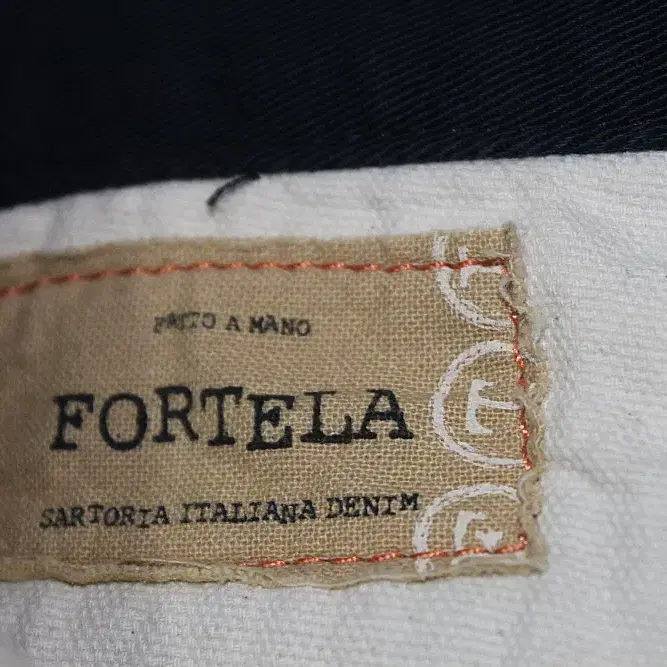 FATTO A MANO
FORTELA
SARTORIA ITALIANA DENIM